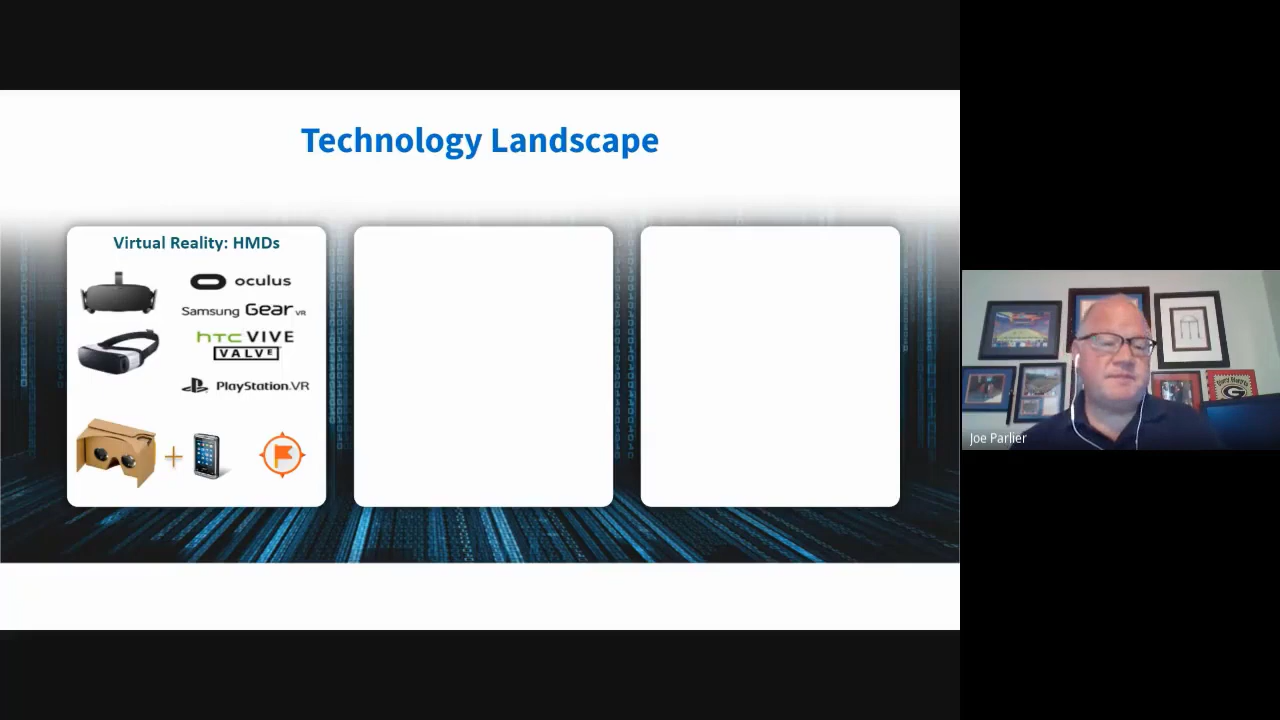 Technology Landscape
Virtual Reality: HMDs
oculus
Samsung Gear VR
hTC VIVE
VALVE
PlayStation.VR
Joe Parlier
G